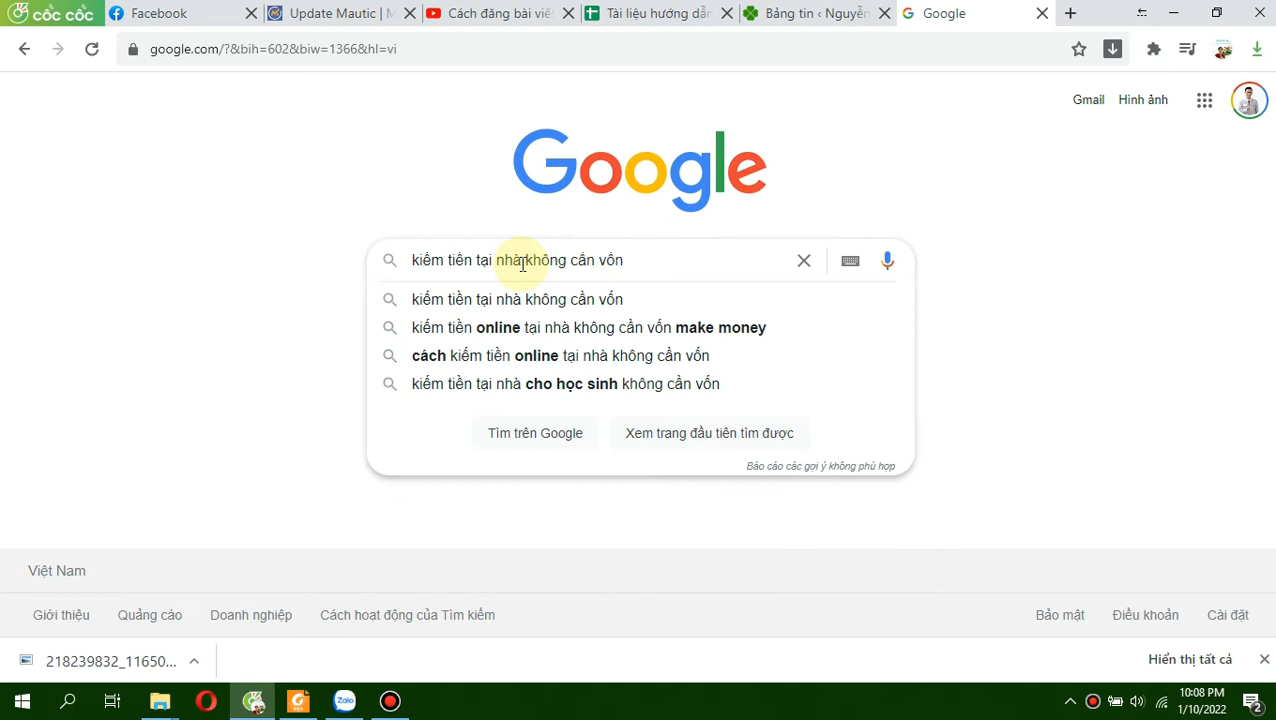 cốc cốc
Facebook
Update Mautic | M
Cách đăng bài viế
Tài liệu hướng dẫn
Bảng tin - Nguyễn
Google
google.com/?&bih=602&biw=1366&hl=vi
Gmail
Hình ảnh
Google
kiếm tiền tại nhà không cần vốn
kiếm tiền tại nhà không cần vốn
kiếm tiền online tại nhà không cần vốn make money
cách kiếm tiền online tại nhà không cần vốn
kiếm tiền tại nhà cho học sinh không cần vốn
Tìm trên Google
Xem trang đầu tiên tìm được
Báo cáo các gợi ý không phù hợp
Việt Nam
Giới thiệu
Quảng cáo
Doanh nghiệp
Cách hoạt động của Tìm kiếm
Bảo mật
Điều khoản
Cài đặt
218239832_11650...
Hiển thị tất cả
Zalo
10:08 PM
1/10/2022
2